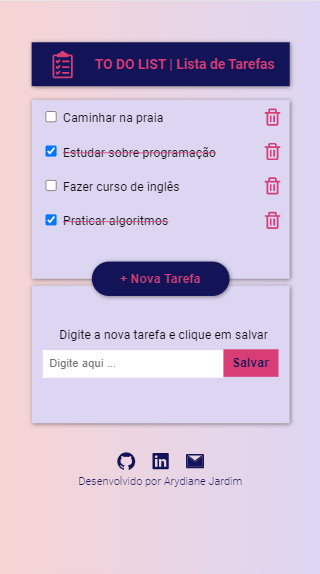 TO DO LIST | Lista de Tarefas
Caminhar na praia
Estudar sobre programação
Fazer curso de inglês
Praticar algoritmos
+ Nova Tarefa
Digite a nova tarefa e clique em salvar
Digite aqui ...
Salvar
Desenvolvido por Arydiane Jardim